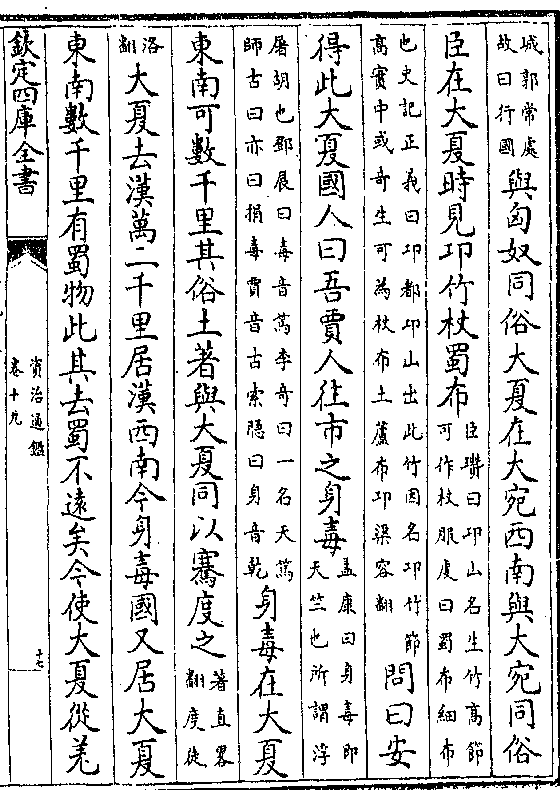 城郭常處
故曰行國
與匈奴同俗大夏在大宛西南與大宛同俗
臣在大夏時見卭竹杖蜀布
臣瓚曰卭山名生竹高節
可作杖服虔曰蜀布細布
也史記正義曰卭都卭山出此竹因名卭竹節
高實中或寄生可為杖布土蘆布卭渠容翻
問曰安
得此大夏國人曰吾賈人往市之身毒
孟康曰身毒即
天竺也所謂浮
屠胡也鄧展曰毒音篤李奇曰一名天篤
師古曰亦曰捐毒賈音古索隠曰身音乾
身毒在大夏
東南可數千里其俗土著與大夏同以騫度之
著直畧
翻度徒
洛
翻
大夏去漢萬二千里居漢西南今身毒國又居大夏
東南數千里有蜀物此其去蜀不遠矣今使大夏從羌
欽定四庫全書
資治通鑑
卷十九
十七